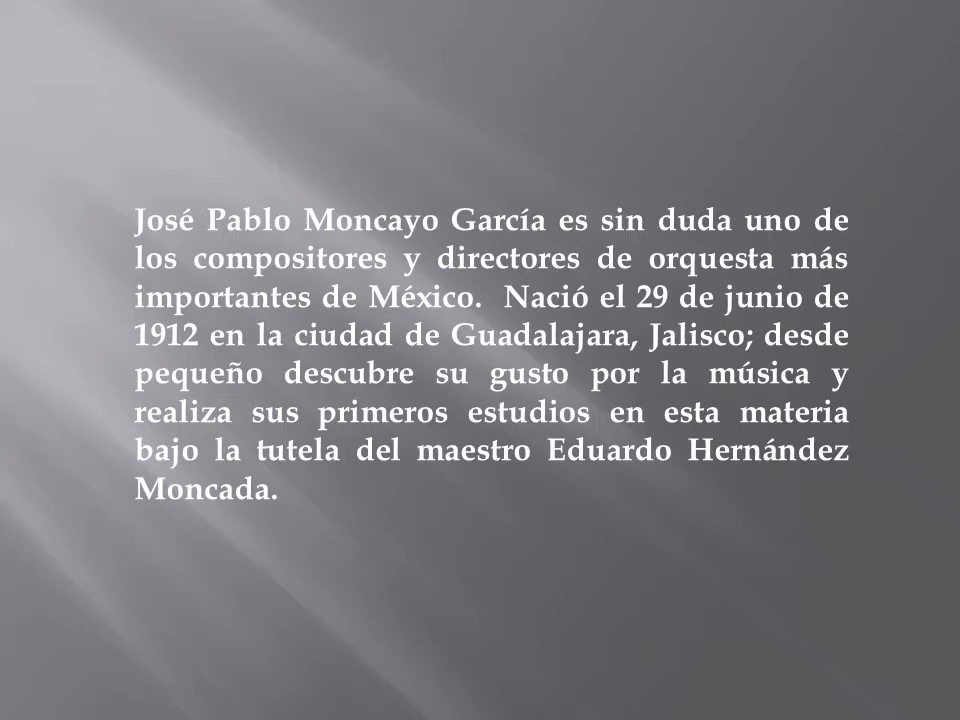 José Pablo Moncayo García es sin duda uno de
los compositores y directores de orquesta más
importantes de México. Nació el 29 de junio de
1912 en la ciudad de Guadalajara, Jalisco; desde
pequeño descubre su gusto por la música y
realiza sus primeros estudios en esta materia
bajo la tutela del maestro Eduardo Hernández
Moncada.